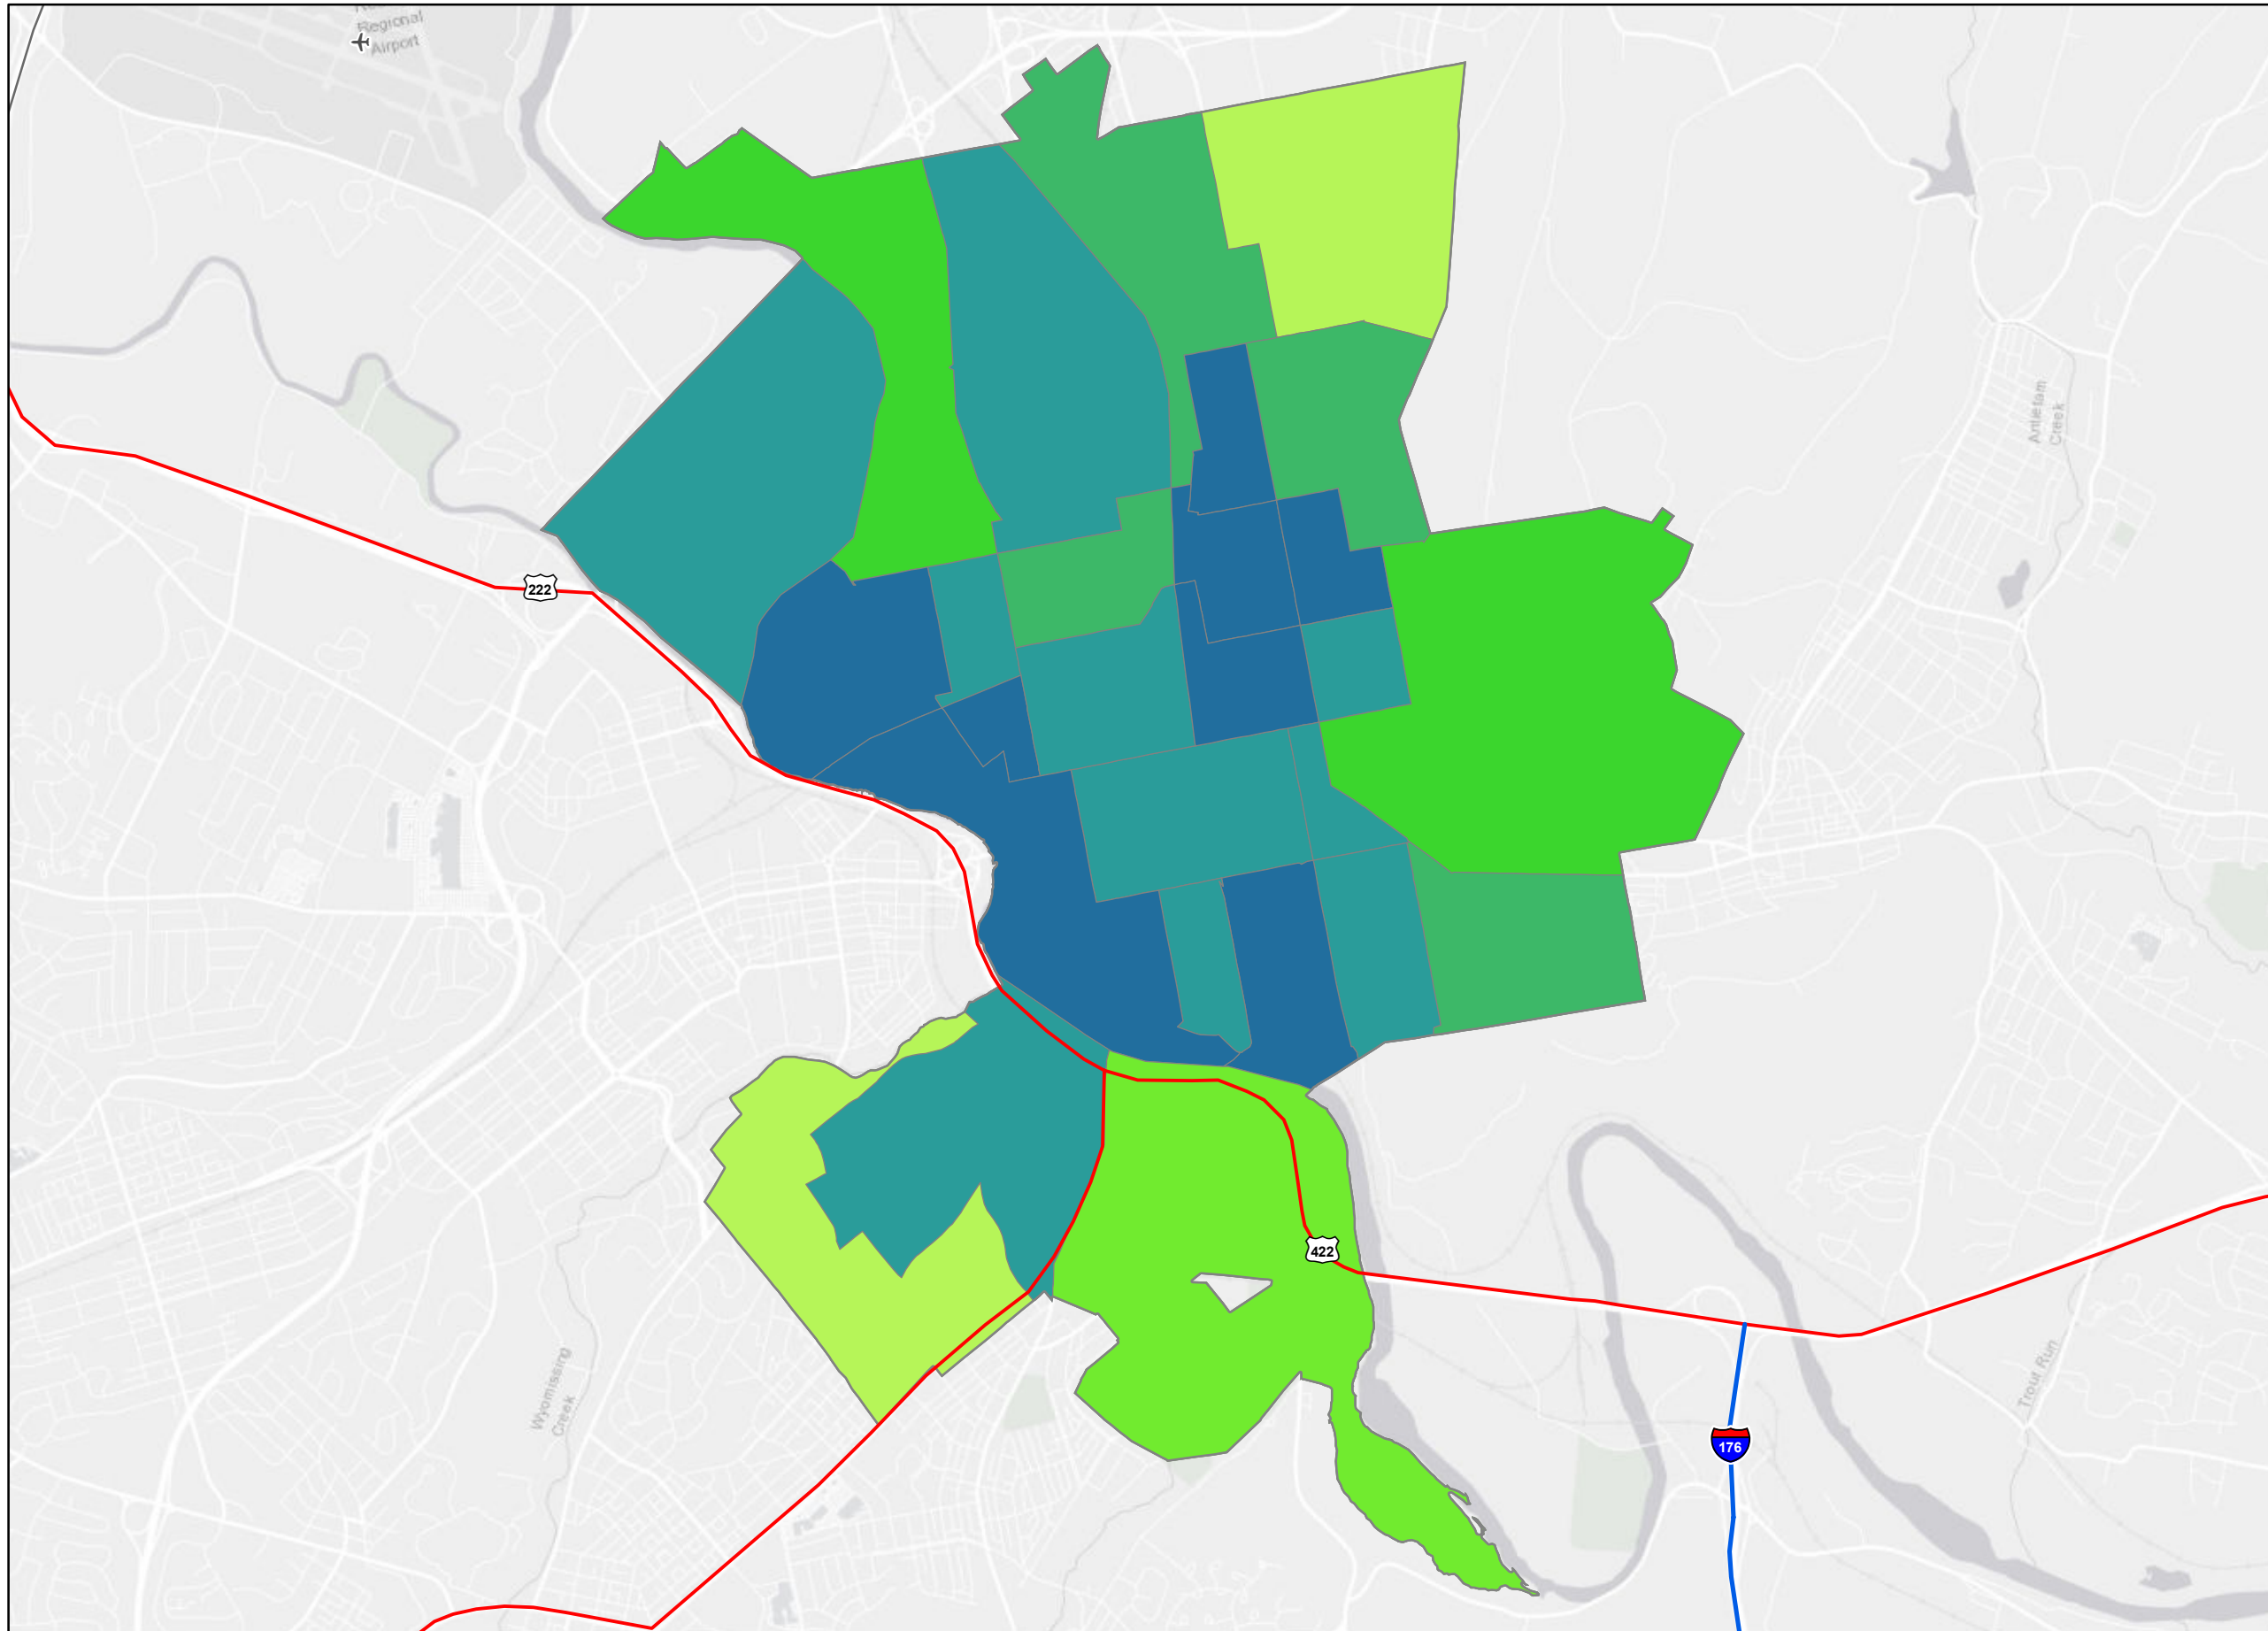 Regional
Airport
Antietam
Creek
222
422
176
Wyomissing
Creek
Trout Run